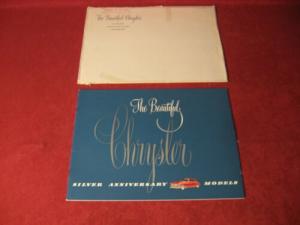 The Beautiful Chrysler
The Beautiful
Chrysler
SILVER ANNIVERSARY MODELS